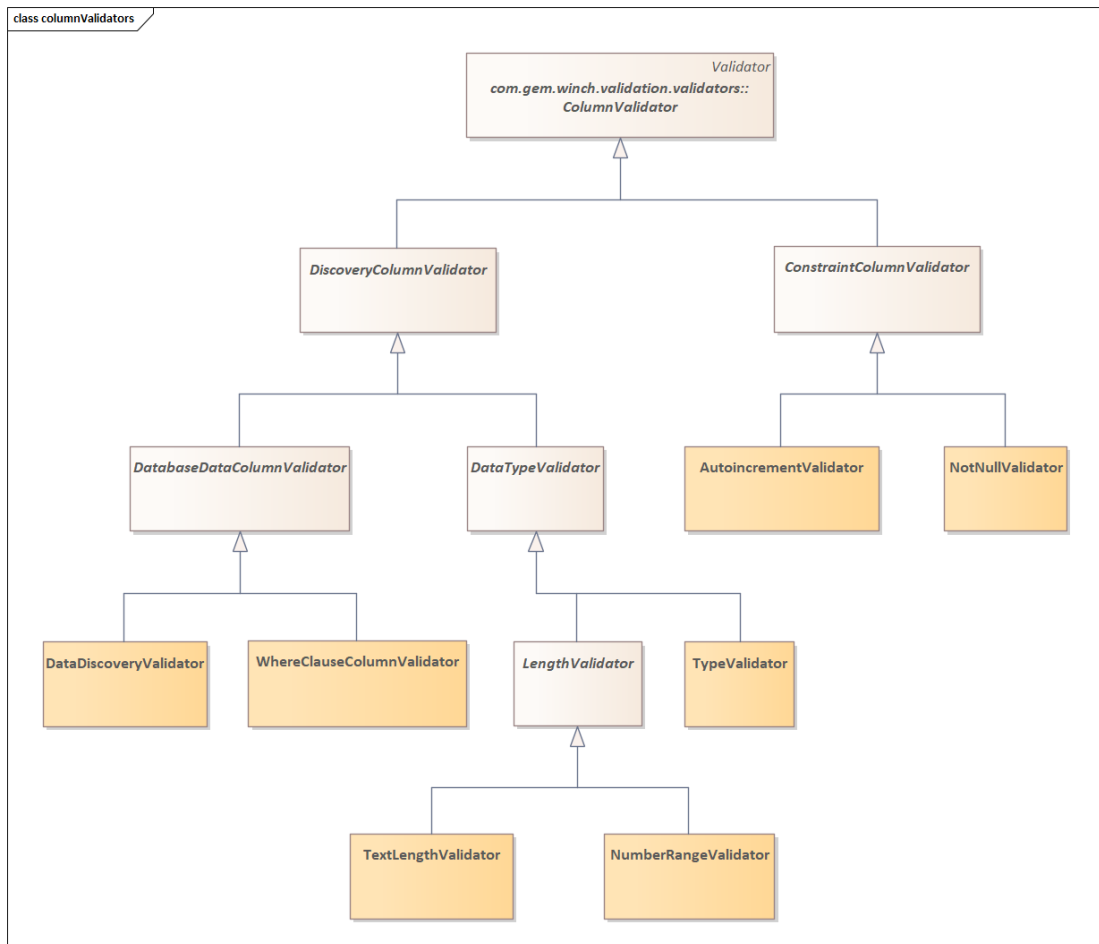 class columnValidators
Validator
com.gem.winch.validation.validators::
ColumnValidator
DiscoveryColumnValidator
ConstraintColumnValidator
DatabaseDataColumnValidator
DataTypeValidator
AutoincrementValidator
NotNullValidator
DataDiscoveryValidator
WhereClauseColumnValidator
LengthValidator
TypeValidator
TextLengthValidator
NumberRangeValidator